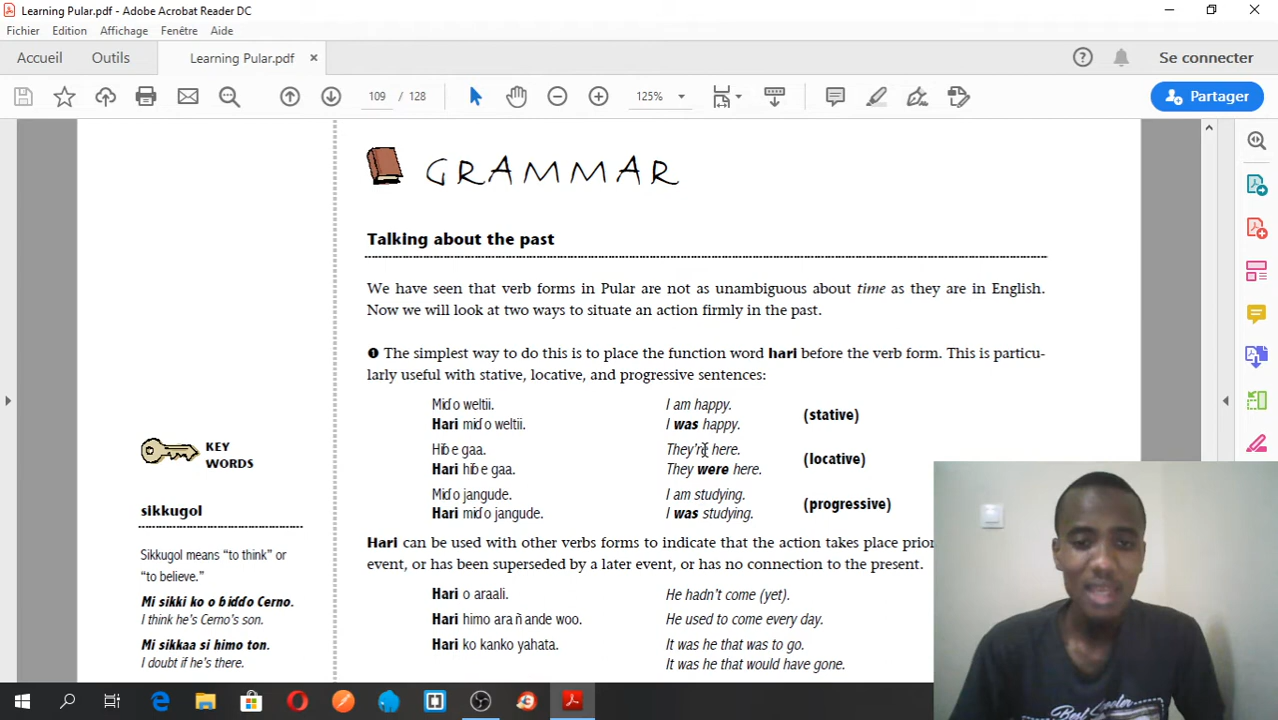 Learning Pular.pdf - Adobe Acrobat Reader DC
Fichier Edition Affichage Fenêtre Aide
Accueil Outils Learning Pular.pdf × Se connecter
109 / 128 125% Partager
GRAMMAR
Talking about the past
We have seen that verb forms in Pular are not as unambiguous about time as they are in English.
Now we will look at two ways to situate an action firmly in the past.
❶ The simplest way to do this is to place the function word hari before the verb form. This is particu-
larly useful with stative, locative, and progressive sentences:
Miɗo weltii. I am happy.
(stative)
Hari miɗo weltii. I was happy.
Hiɓe gaa. They're here.
(locative)
Hari hiɓe gaa. They were here.
Miɗo jangude. I am studying.
(progressive)
Hari miɗo jangude. I was studying.
Hari can be used with other verbs forms to indicate that the action takes place prior
event, or has been superseded by a later event, or has no connection to the present.
Hari o araali. He hadn't come (yet).
Hari himo ara ñande woo. He used to come every day.
Hari ko kanko yahata. It was he that was to go.
It was he that would have gone.
KEY
WORDS
sikkugol
Sikkugol means "to think" or
"to believe."
Mi sikki ko o biɗɗo Cerno.
I think he's Cerno's son.
Mi sikkaa si himo ton.
I doubt if he's there.